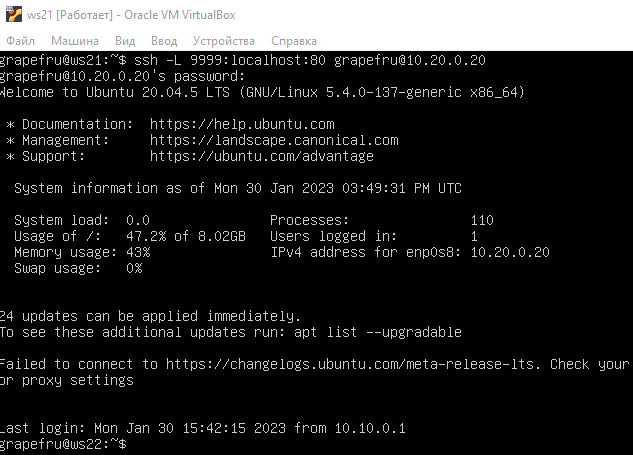 ws21 [Работает] - Oracle VM VirtualBox
Файл Машина Вид Ввод Устройства Справка
grapefru@ws21:~$ ssh -L 9999:localhost:80 grapefru@10.20.0.20
grapefru@10.20.0.20's password:
Welcome to Ubuntu 20.04.5 LTS (GNU/Linux 5.4.0-137-generic x86_64)
* Documentation: https://help.ubuntu.com
* Management: https://landscape.canonical.com
* Support: https://ubuntu.com/advantage
System information as of Mon 30 Jan 2023 03:49:31 PM UTC
System load: 0.0 Processes: 110
Usage of /: 47.2% of 8.02GB Users logged in: 1
Memory usage: 43% IPv4 address for enp0s8: 10.20.0.20
Swap usage: 0%
24 updates can be applied immediately.
To see these additional updates run: apt list --upgradable
Failed to connect to https://changelogs.ubuntu.com/meta-release-lts. Check your
or proxy settings
Last login: Mon Jan 30 15:42:15 2023 from 10.10.0.1
grapefru@ws22:~$